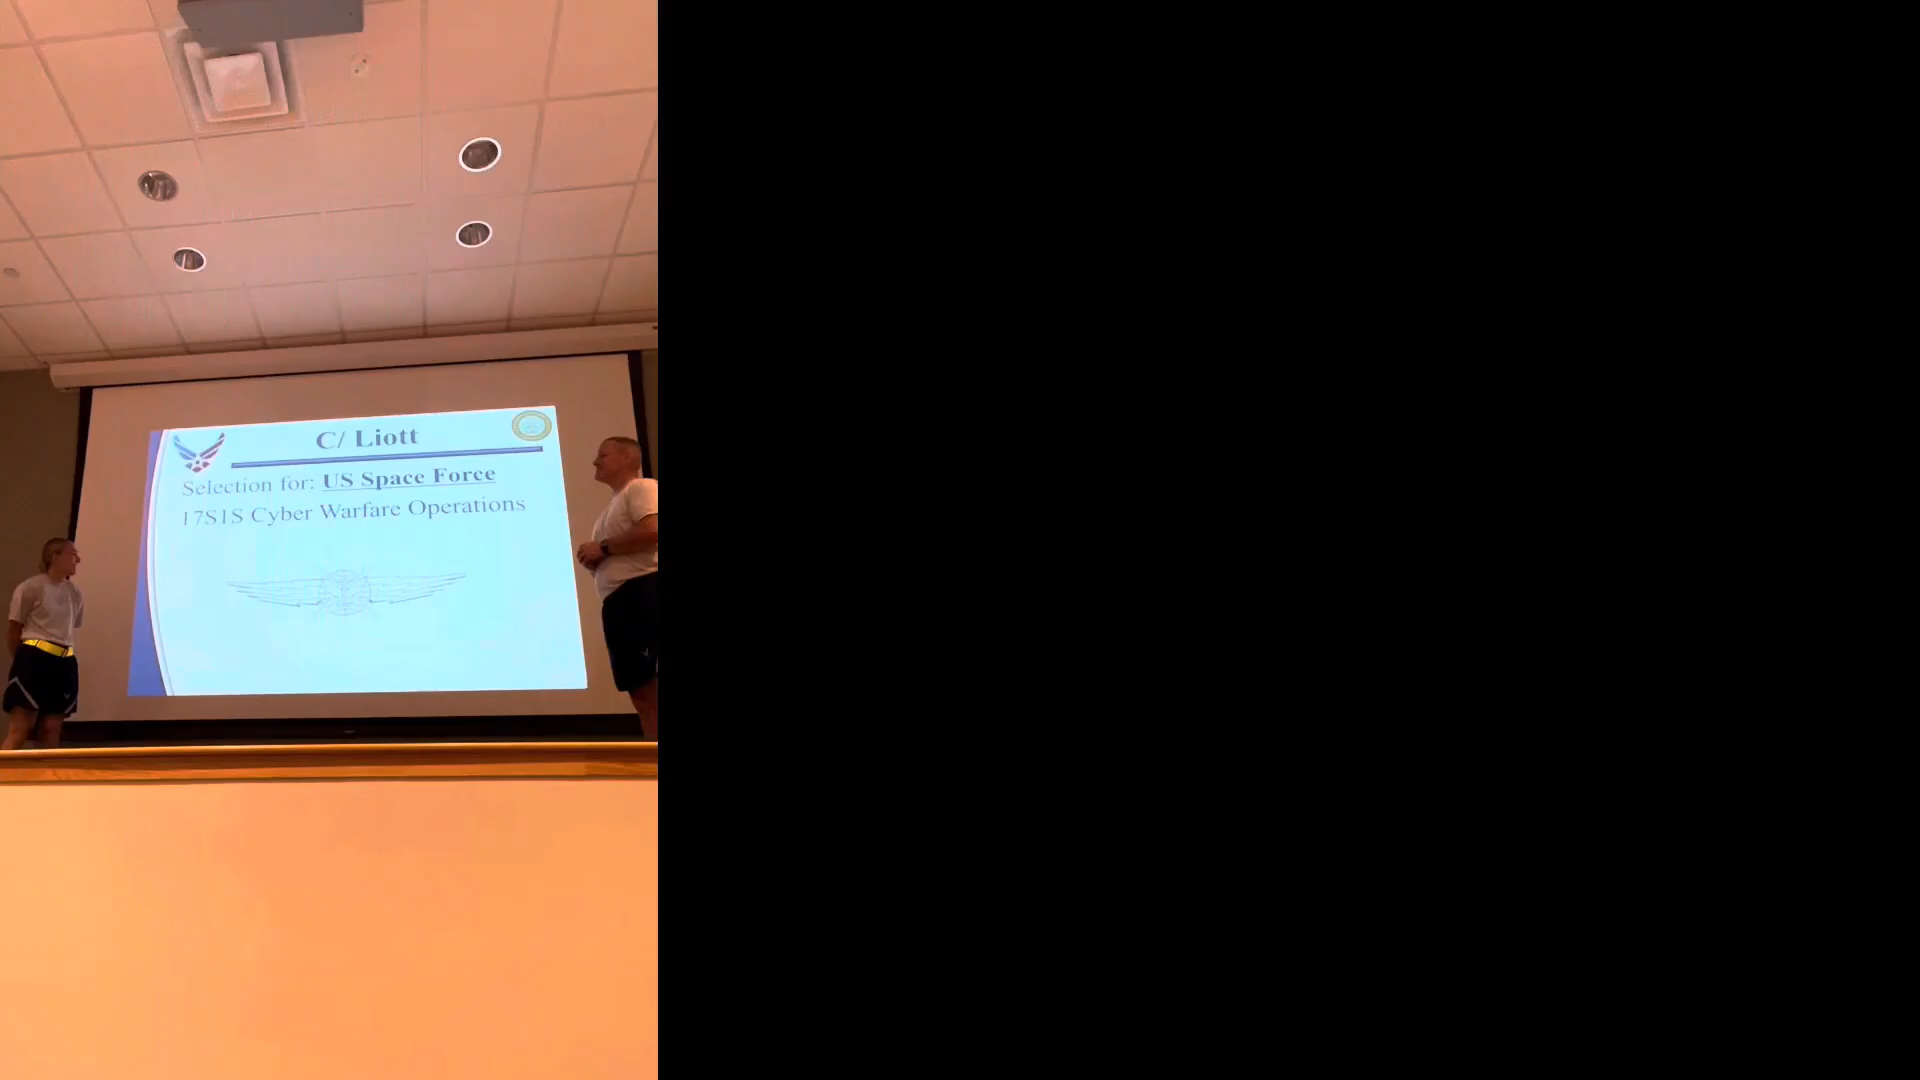 C/ Liott
Selection for: US Space Force
17S1S Cyber Warfare Operations